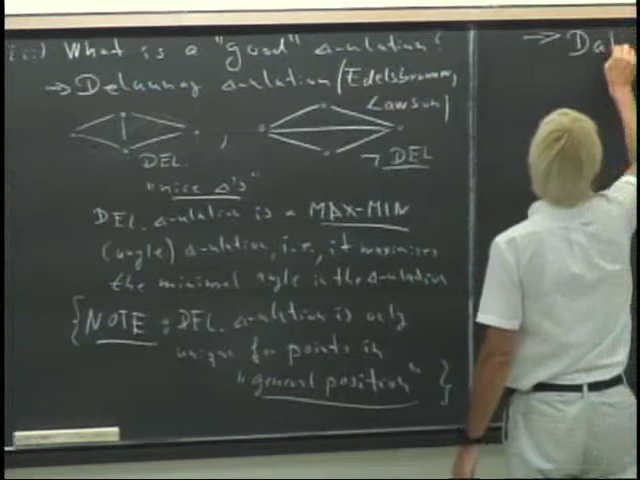 iii) What is a "good" Δ-ulation?
→ Delaunay Δ-ulation (Edelsbrunner,
Lawson)
DEL. , ¬ DEL
"nice Δ's"
DEL. Δ-ulation is a MAX-MIN
(angle) Δ-ulation, i.e., it maximizes
the minimal angle in the Δ-ulation
{ NOTE: DEL. Δ-ulation is only
unique for points in
"general position" }
→ Dat